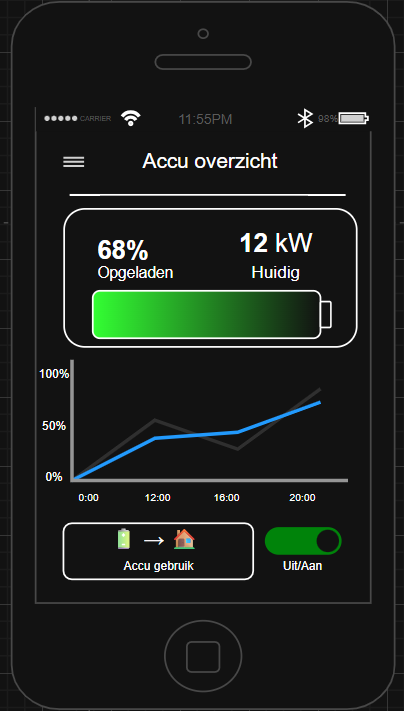 CARRIER 11:55PM 98%
Accu overzicht
68% 12 kW
Opgeladen Huidig
100%
50%
0%
0:00 12:00 16:00 20:00
Accu gebruik Uit/Aan